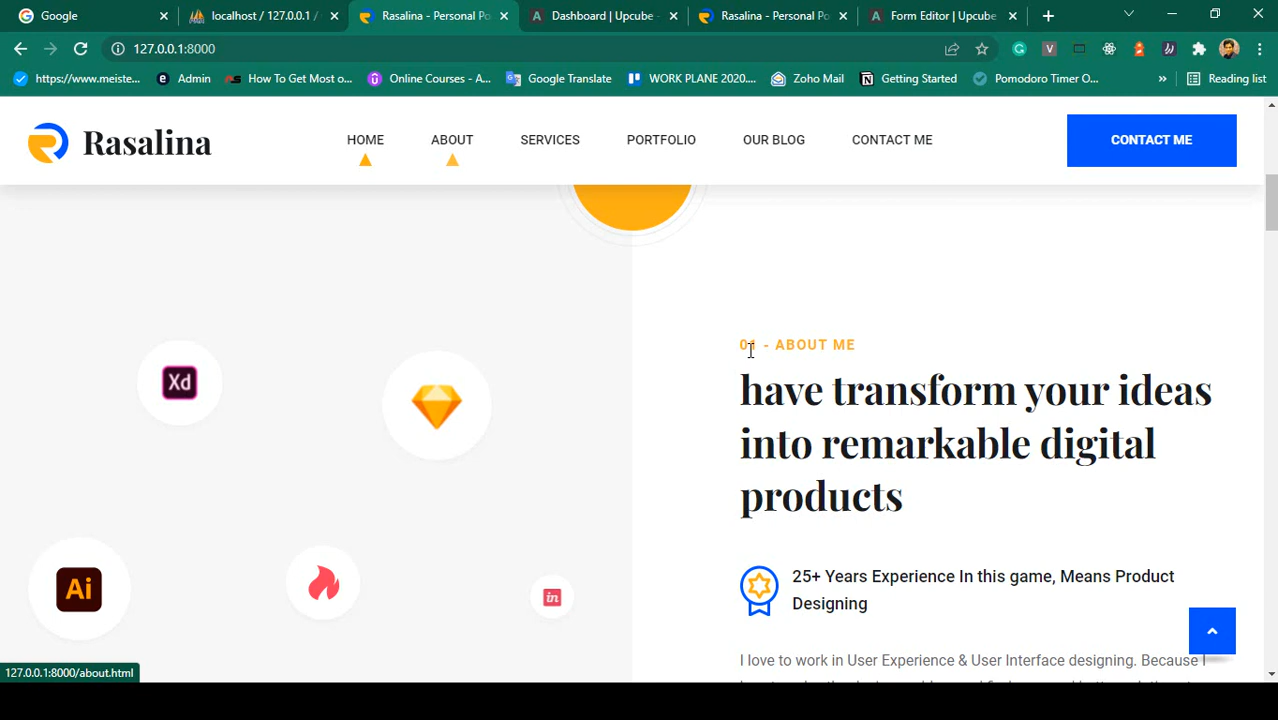 Google
localhost / 127.0.0.1 /
Rasalina - Personal Po
Dashboard | Upcube -
Rasalina - Personal Po
Form Editor | Upcube
127.0.0.1:8000
https://www.meiste...
Admin
How To Get Most o...
Online Courses - A...
Google Translate
WORK PLANE 2020....
Zoho Mail
Getting Started
Pomodoro Timer O...
»
Reading list
Rasalina
HOME
ABOUT
SERVICES
PORTFOLIO
OUR BLOG
CONTACT ME
CONTACT ME
01 - ABOUT ME
have transform your ideas
into remarkable digital
products
Xd
Ai
in
25+ Years Experience In this game, Means Product
Designing
I love to work in User Experience & User Interface designing. Because I
127.0.0.1:8000/about.html